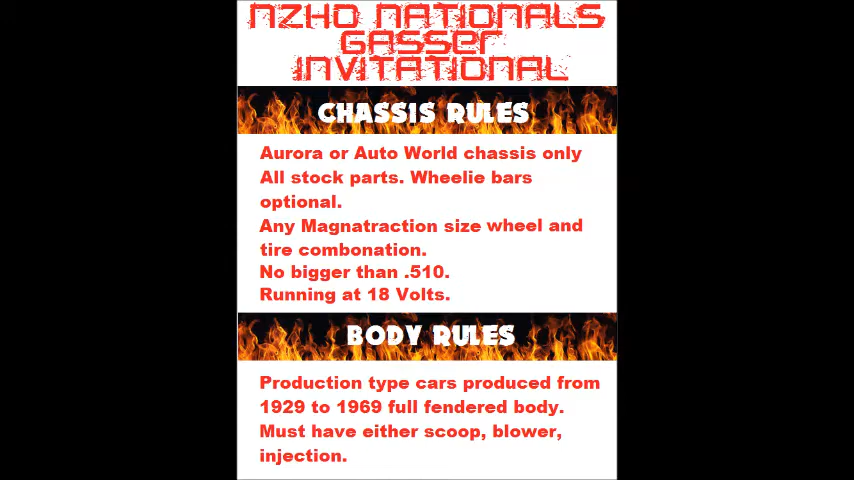 NZHO NATIONALS
GASSER
INVITATIONAL
CHASSIS RULES
Aurora or Auto World chassis only
All stock parts. Wheelie bars
optional.
Any Magnatraction size wheel and
tire combonation.
No bigger than .510.
Running at 18 Volts.
BODY RULES
Production type cars produced from
1929 to 1969 full fendered body.
Must have either scoop, blower,
injection.